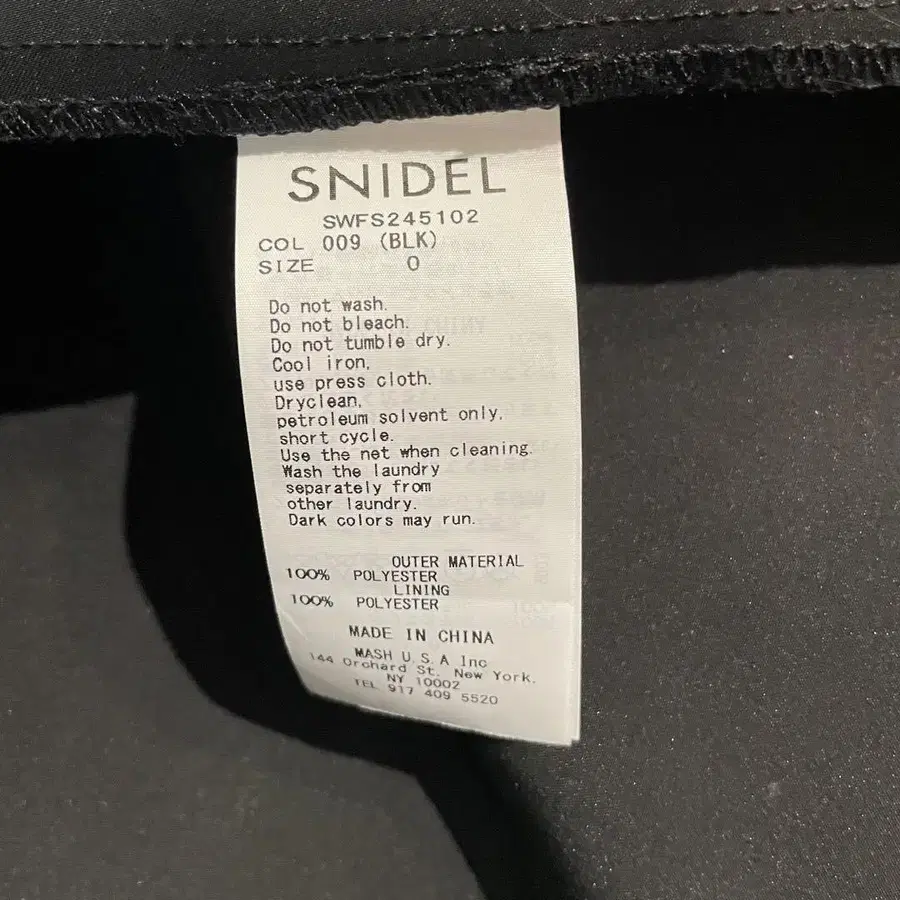 SNIDEL
SWFS245102
COL 009 (BLK)
SIZE 0
Do not wash.
Do not bleach.
Do not tumble dry.
Cool iron,
use press cloth.
Dryclean,
petroleum solvent only,
short cycle.
Use the net when cleaning.
Wash the laundry
separately from
other laundry.
Dark colors may run.
OUTER MATERIAL
100% POLYESTER
LINING
100% POLYESTER
MADE IN CHINA
MASH U.S.A Inc
144 Orchard St. New York.
NY 10002
TEL 917 409 5520